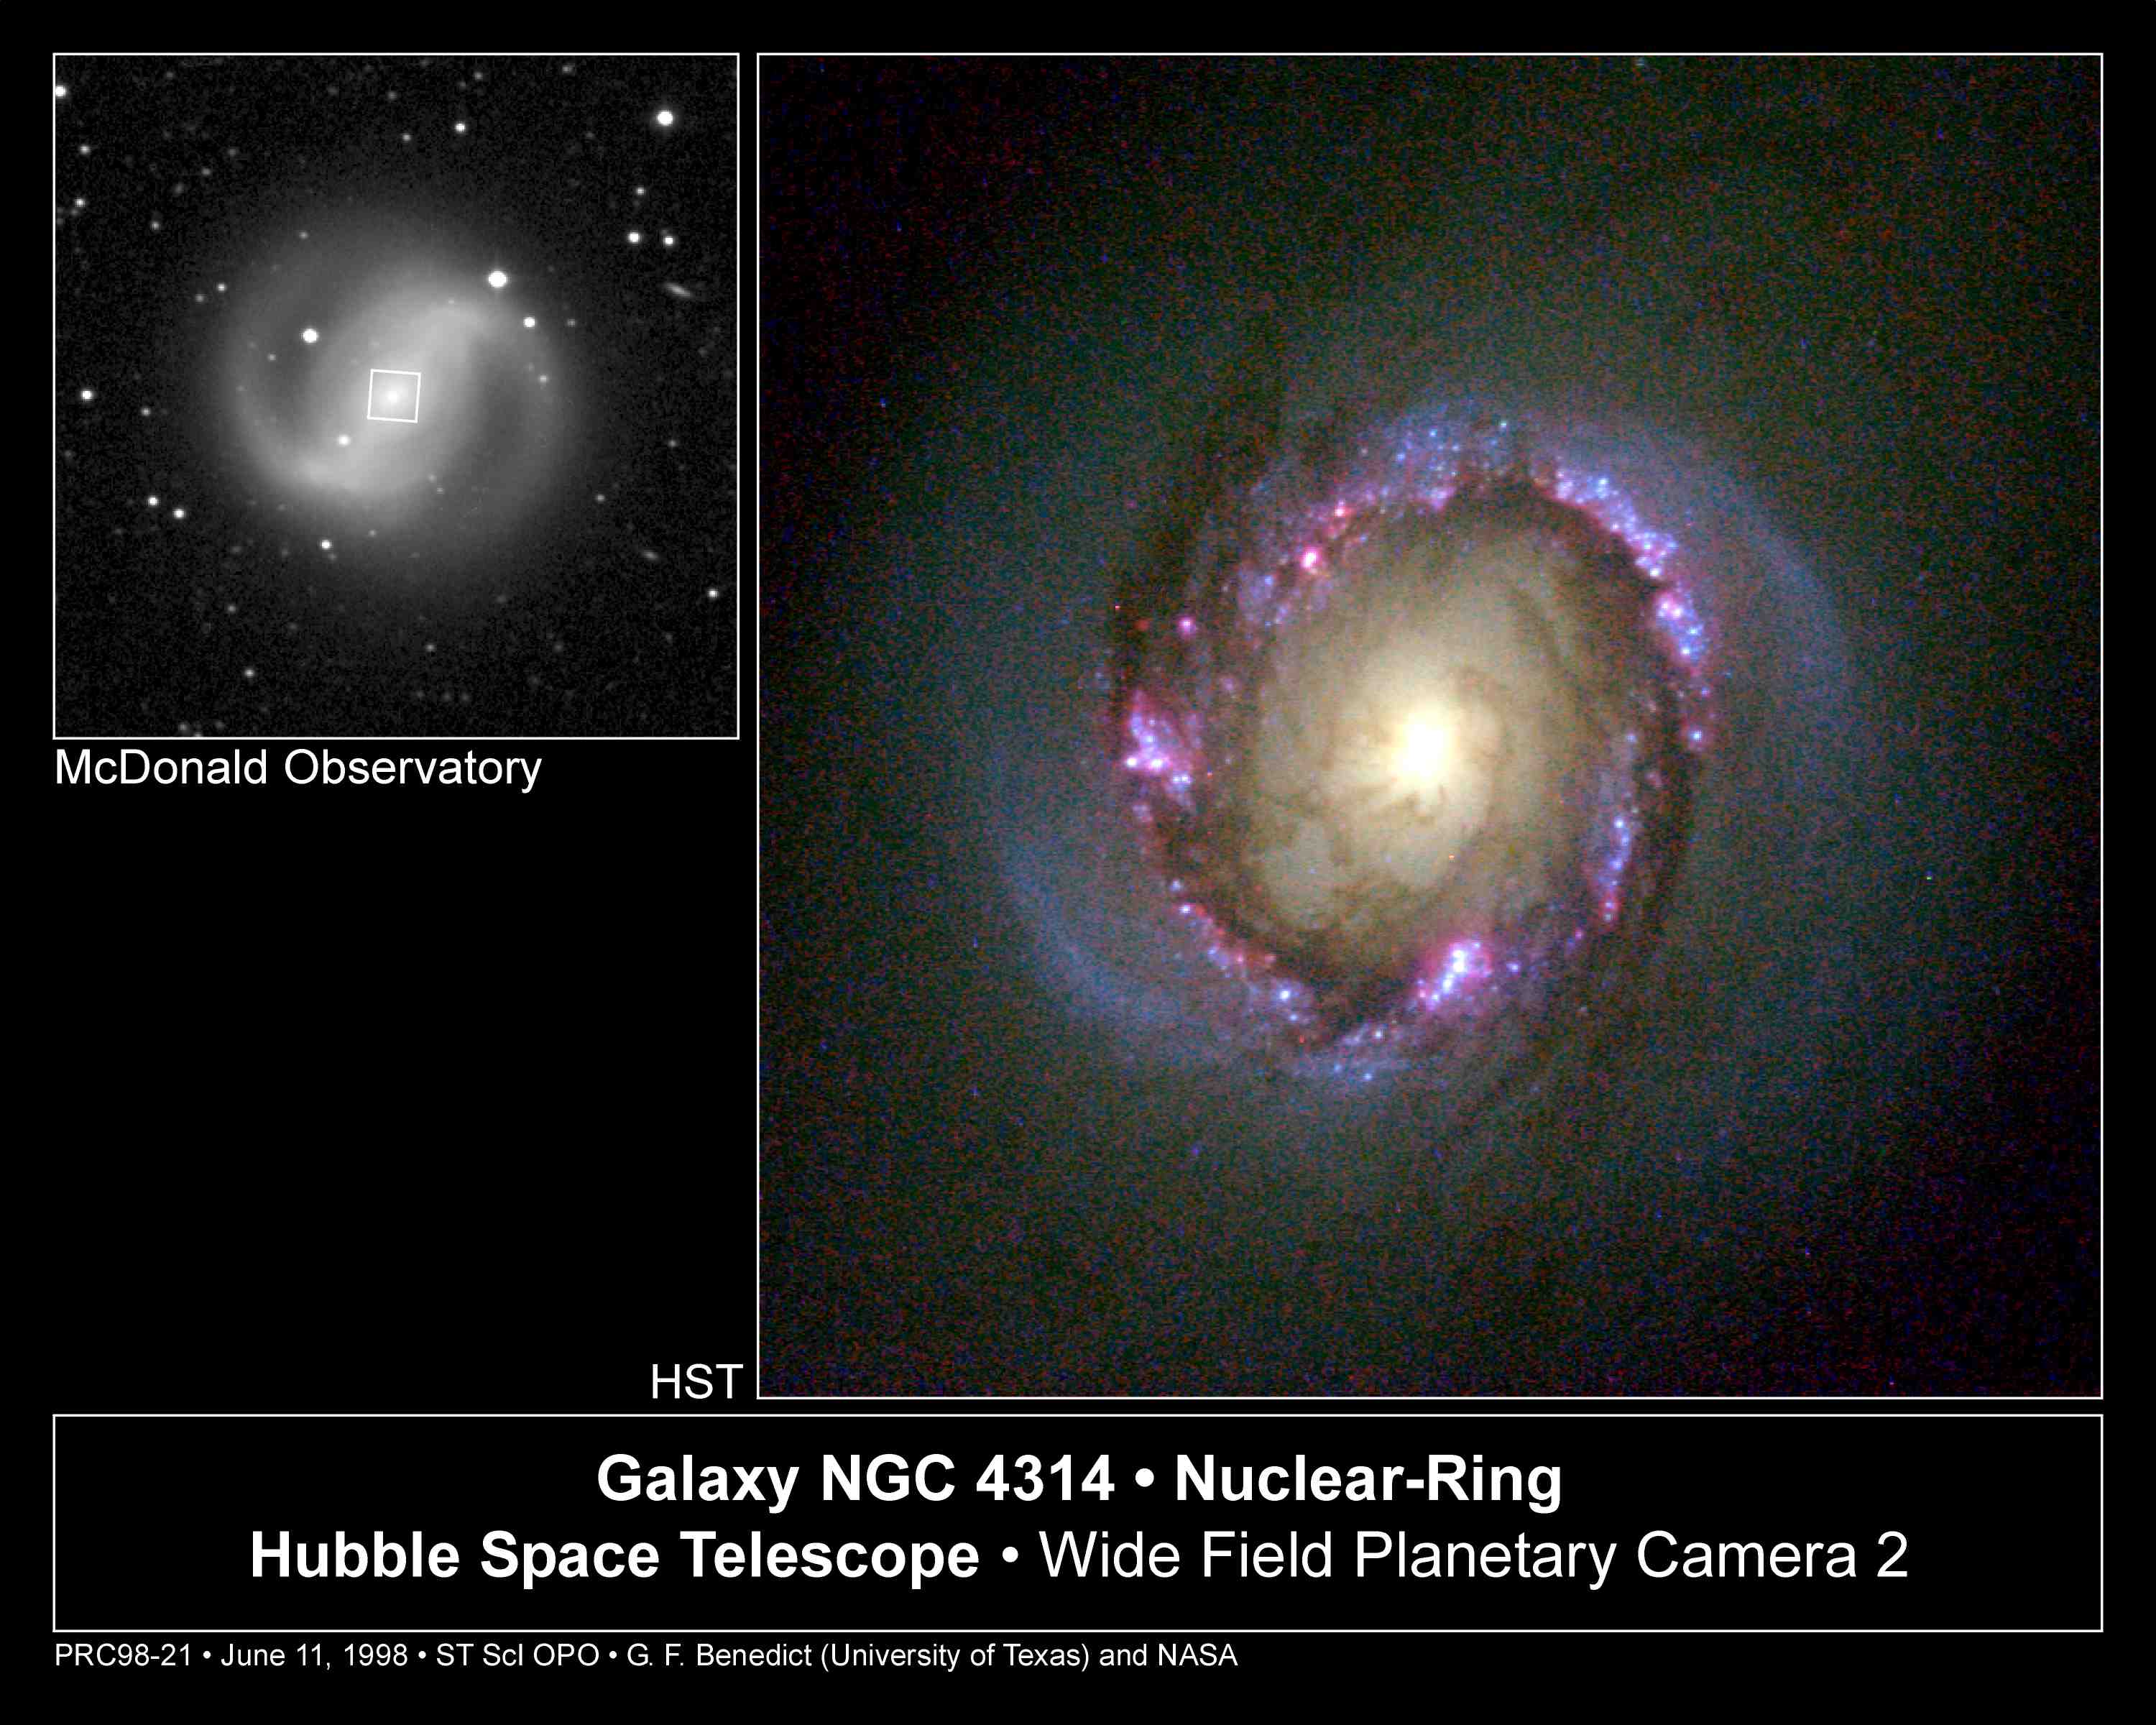 McDonald Observatory
HST
Galaxy NGC 4314 • Nuclear-Ring
Hubble Space Telescope • Wide Field Planetary Camera 2
PRC98-21 • June 11, 1998 • ST ScI OPO • G. F. Benedict (University of Texas) and NASA